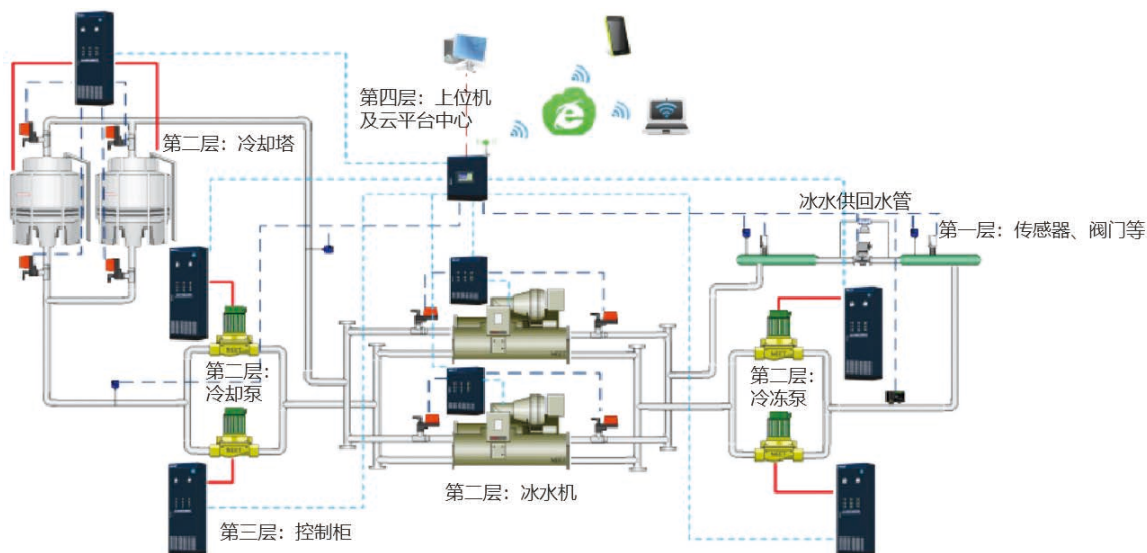 第四层：上位机
及云平台中心
第二层：冷却塔
冰水供回水管
第一层：传感器、阀门等
第二层：
冷却泵
第二层：
冷冻泵
第二层：冰水机
第三层：控制柜